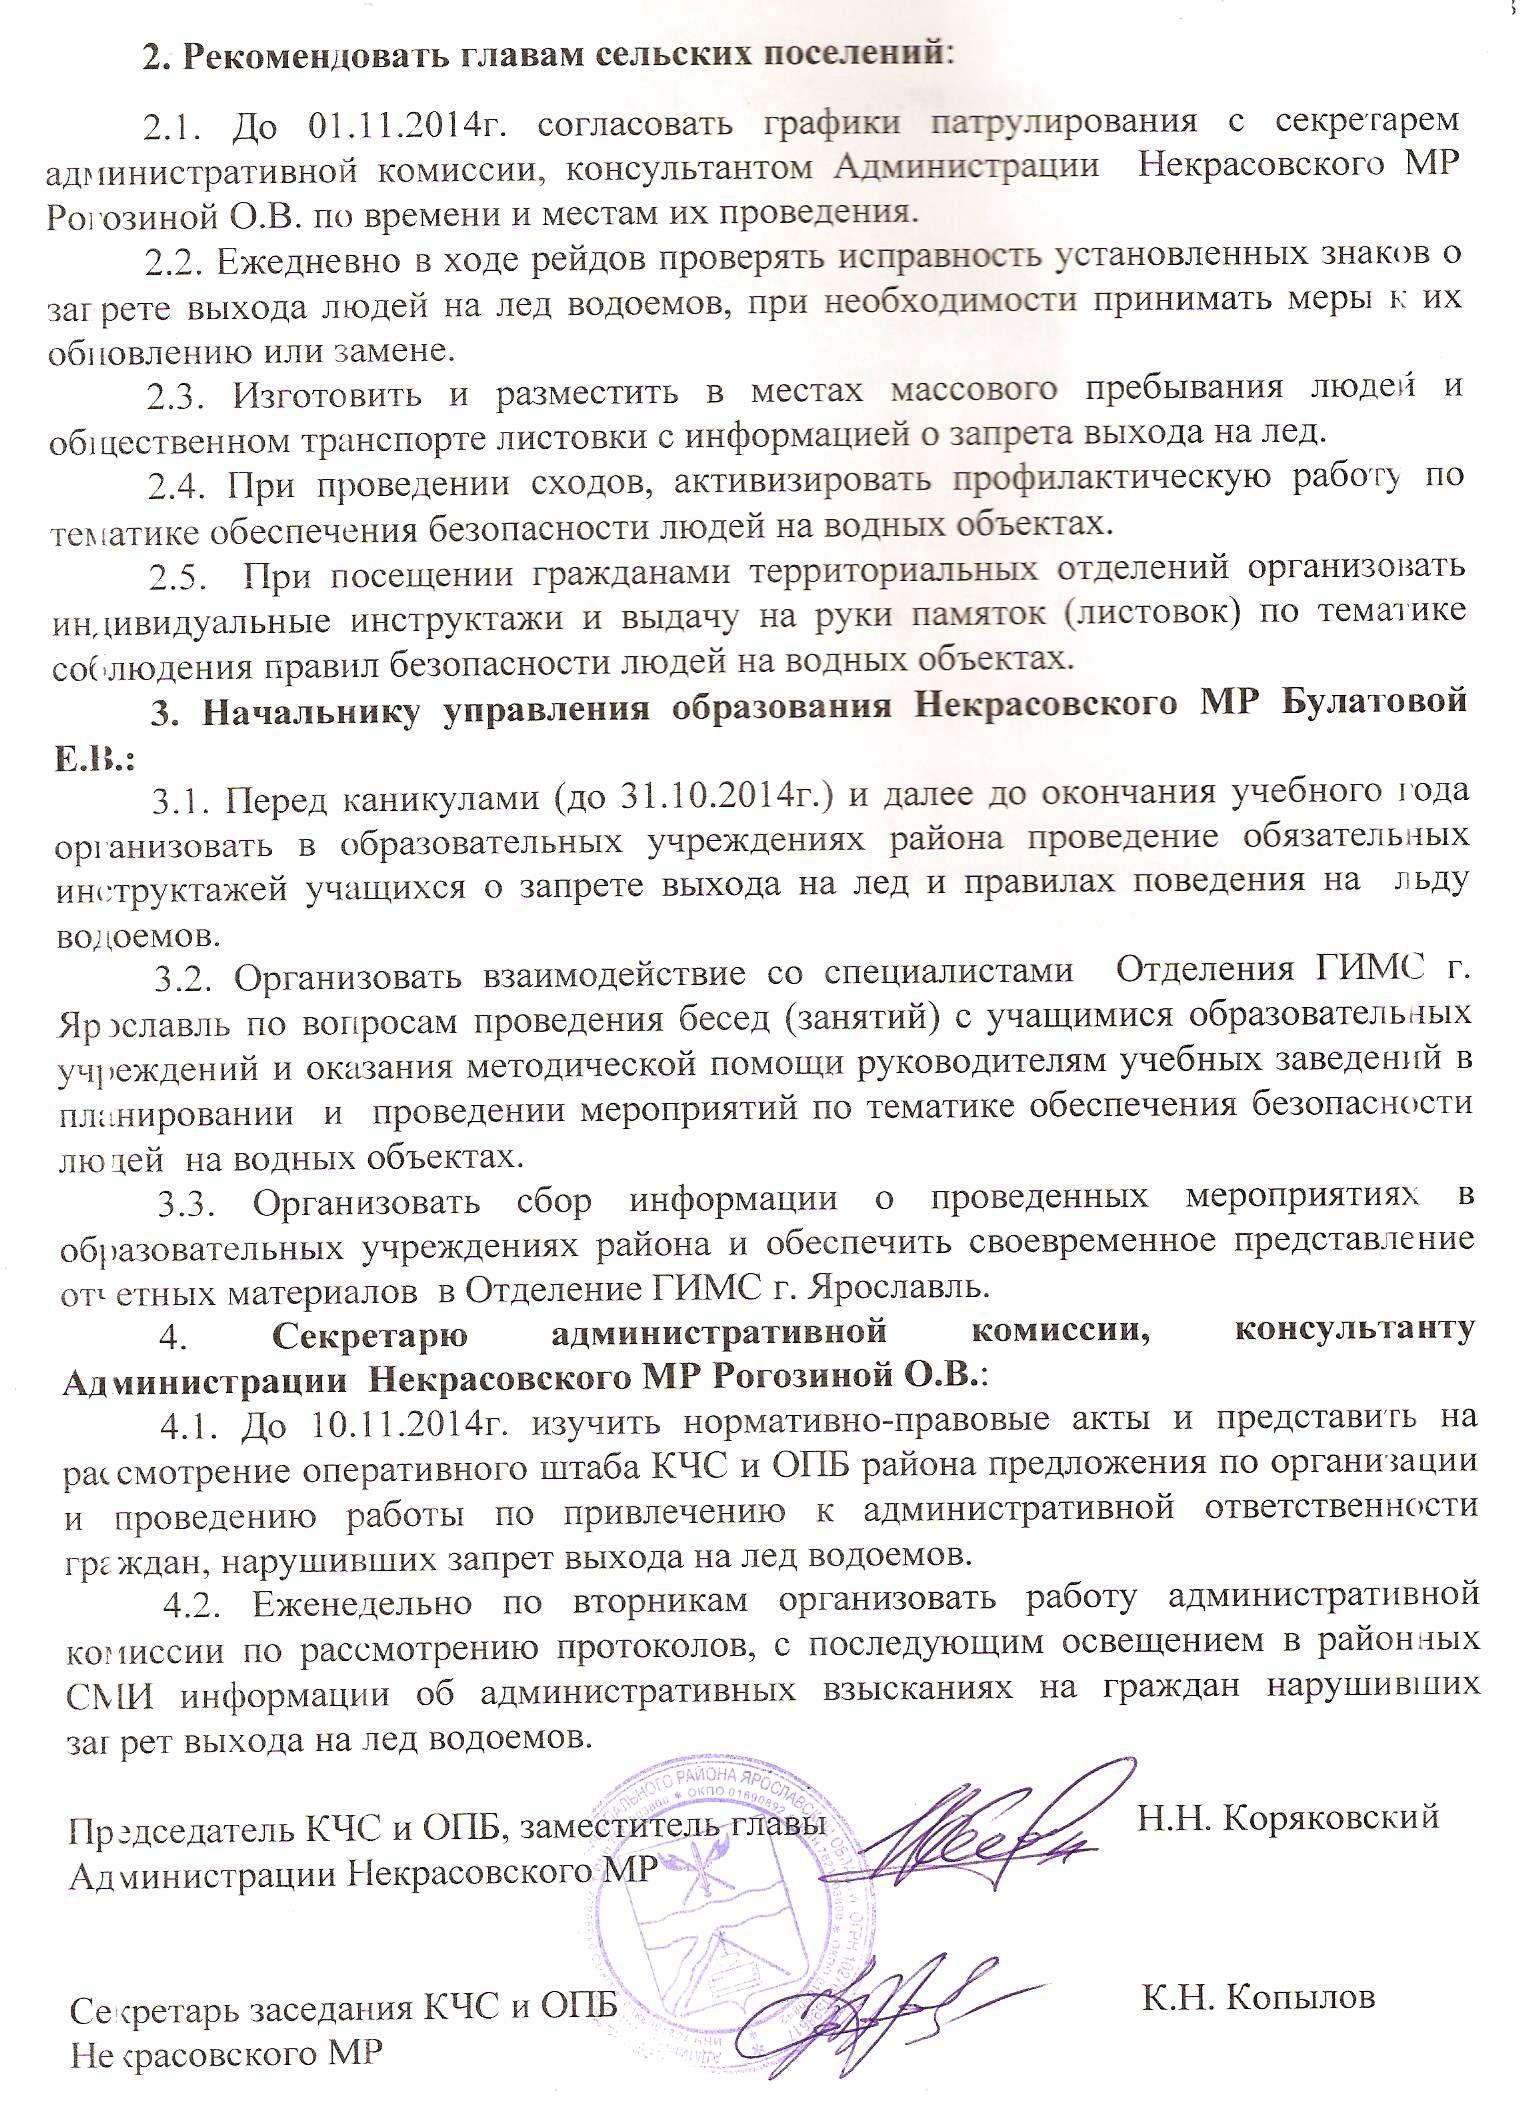 2. Рекомендовать главам сельских поселений:
2.1. До 01.11.2014г. согласовать графики патрулирования с секретарем
административной комиссии, консультантом Администрации Некрасовского МР
Рогозиной О.В. по времени и местам их проведения.
2.2. Ежедневно в ходе рейдов проверять исправность установленных знаков о
запрете выхода людей на лед водоемов, при необходимости принимать меры к их
обновлению или замене.
2.3. Изготовить и разместить в местах массового пребывания людей и
общественном транспорте листовки с информацией о запрета выхода на лед.
2.4. При проведении сходов, активизировать профилактическую работу по
тематике обеспечения безопасности людей на водных объектах.
2.5. При посещении гражданами территориальных отделений организовать
индивидуальные инструктажи и выдачу на руки памяток (листовок) по тематике
соблюдения правил безопасности людей на водных объектах.
3. Начальнику управления образования Некрасовского МР Булатовой
Е.В.:
3.1. Перед каникулами (до 31.10.2014г.) и далее до окончания учебного года
организовать в образовательных учреждениях района проведение обязательных
инструктажей учащихся о запрете выхода на лед и правилах поведения на льду
водоемов.
3.2. Организовать взаимодействие со специалистами Отделения ГИМС г.
Ярославль по вопросам проведения бесед (занятий) с учащимися образовательных
учреждений и оказания методической помощи руководителям учебных заведений в
планировании и проведении мероприятий по тематике обеспечения безопасности
людей на водных объектах.
3.3. Организовать сбор информации о проведенных мероприятиях в
образовательных учреждениях района и обеспечить своевременное представление
отчетных материалов в Отделение ГИМС г. Ярославль.
4. Секретарю административной комиссии, консультанту
Администрации Некрасовского МР Рогозиной О.В.:
4.1. До 10.11.2014г. изучить нормативно-правовые акты и представить на
рассмотрение оперативного штаба КЧС и ОПБ района предложения по организации
и проведению работы по привлечению к административной ответственности
граждан, нарушивших запрет выхода на лед водоемов.
4.2. Еженедельно по вторникам организовать работу административной
комиссии по рассмотрению протоколов, с последующим освещением в районных
СМИ информации об административных взысканиях на граждан нарушивших
запрет выхода на лед водоемов.
Председатель КЧС и ОПБ, заместитель главы Н.Н. Коряковский
Администрации Некрасовского МР
РАЙОНА ЯРОСЛАВСКОЙ
ОКПО 01690892
Секретарь заседания КЧС и ОПБ К.Н. Копылов
Некрасовского МР